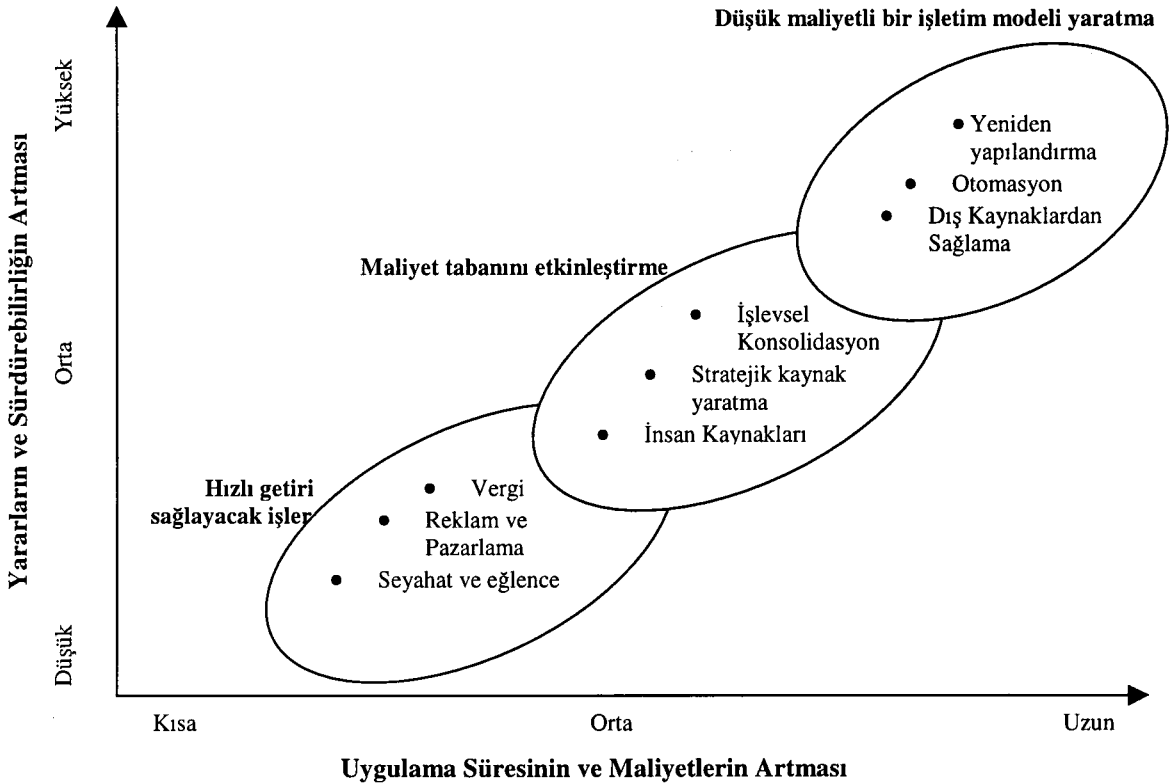 Düşük maliyetli bir işletim modeli yaratma
Yüksek
Yeniden
yapılandırma
Otomasyon
Dış Kaynaklardan
Sağlama
Maliyet tabanını etkinleştirme
Yararların ve Sürdürebilirliğin Artması
Orta
İşlevsel
Konsolidasyon
Stratejik kaynak
yaratma
İnsan Kaynakları
Hızlı getiri
sağlayacak işler
Vergi
Reklam ve
Pazarlama
Seyahat ve eğlence
Düşük
Kısa
Orta
Uzun
Uygulama Süresinin ve Maliyetlerin Artması